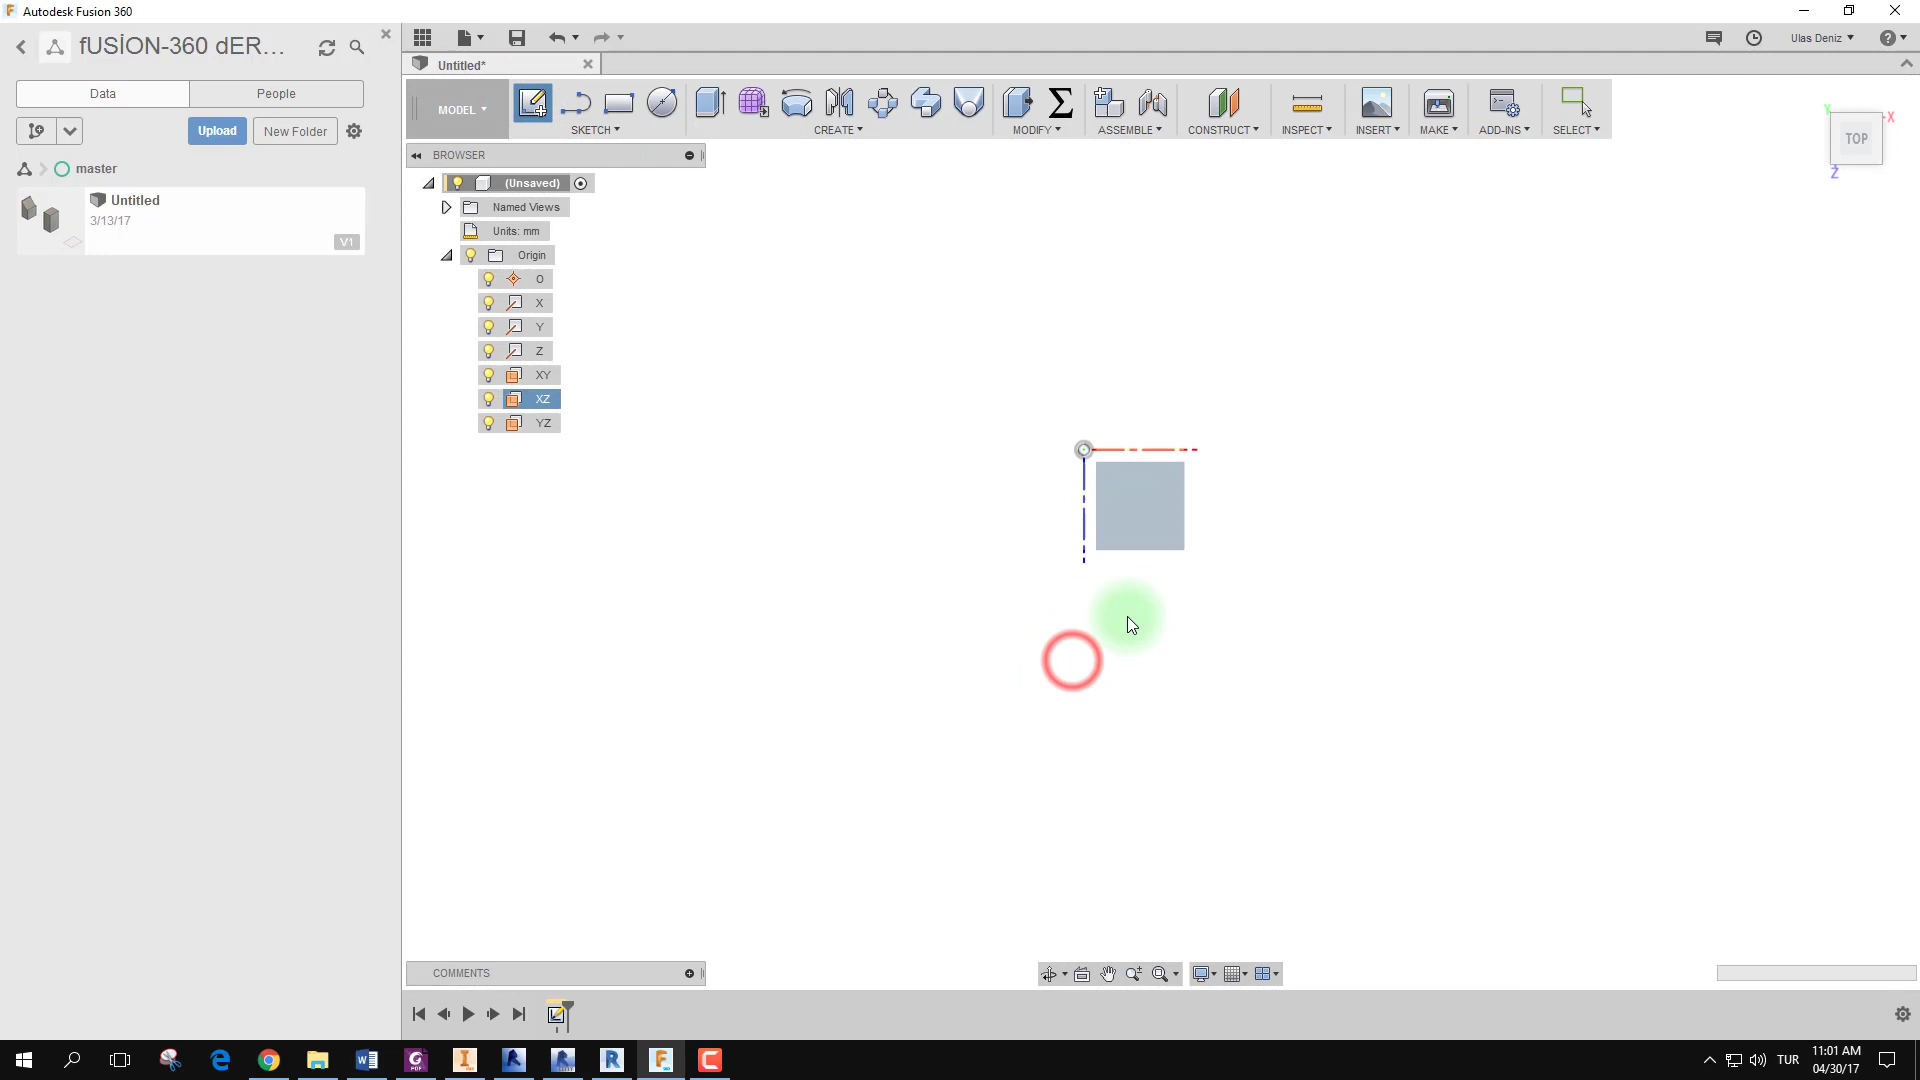 Autodesk Fusion 360
fUSİON-360 dER...
Ulas Deniz
Untitled*
Data
People
MODEL
SKETCH
CREATE
MODIFY
ASSEMBLE
CONSTRUCT
INSPECT
INSERT
MAKE
ADD-INS
SELECT
Upload
New Folder
Y
X
TOP
Z
BROWSER
master
(Unsaved)
Untitled
3/13/17
V1
Named Views
Units: mm
Origin
O
X
Y
Z
XY
XZ
YZ
COMMENTS
TUR
11:01 AM
04/30/17